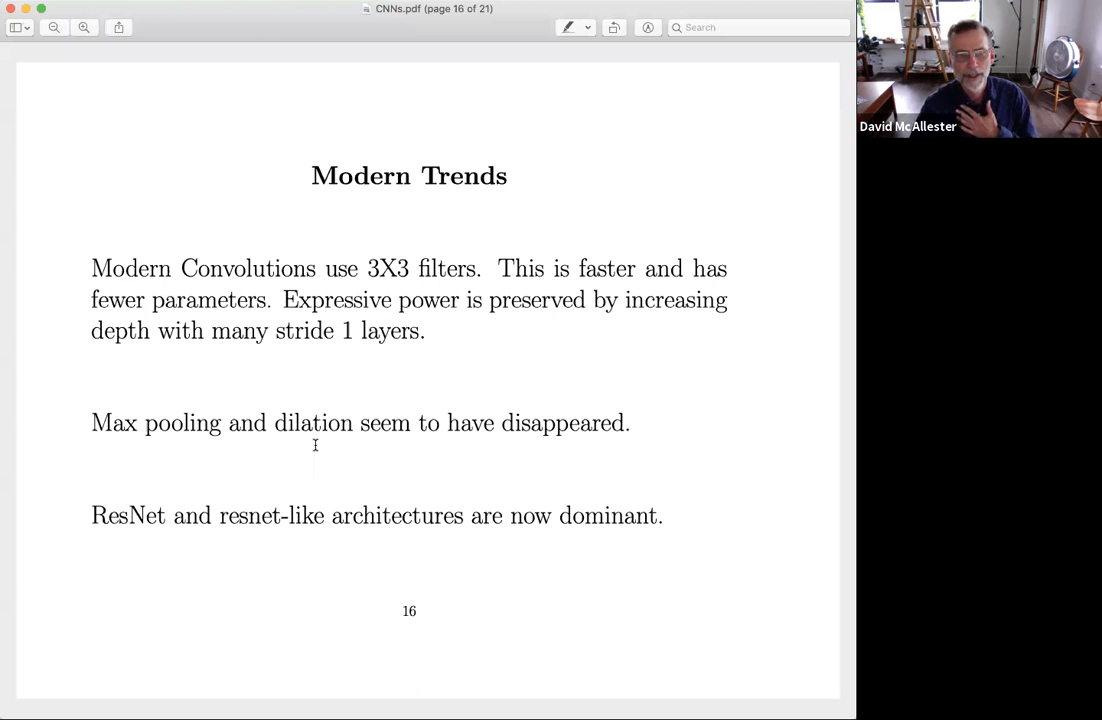 CNNs.pdf (page 16 of 21)
Search
David McAllester
Modern Trends
Modern Convolutions use 3X3 filters. This is faster and has
fewer parameters. Expressive power is preserved by increasing
depth with many stride 1 layers.
Max pooling and dilation seem to have disappeared.
ResNet and resnet-like architectures are now dominant.
16